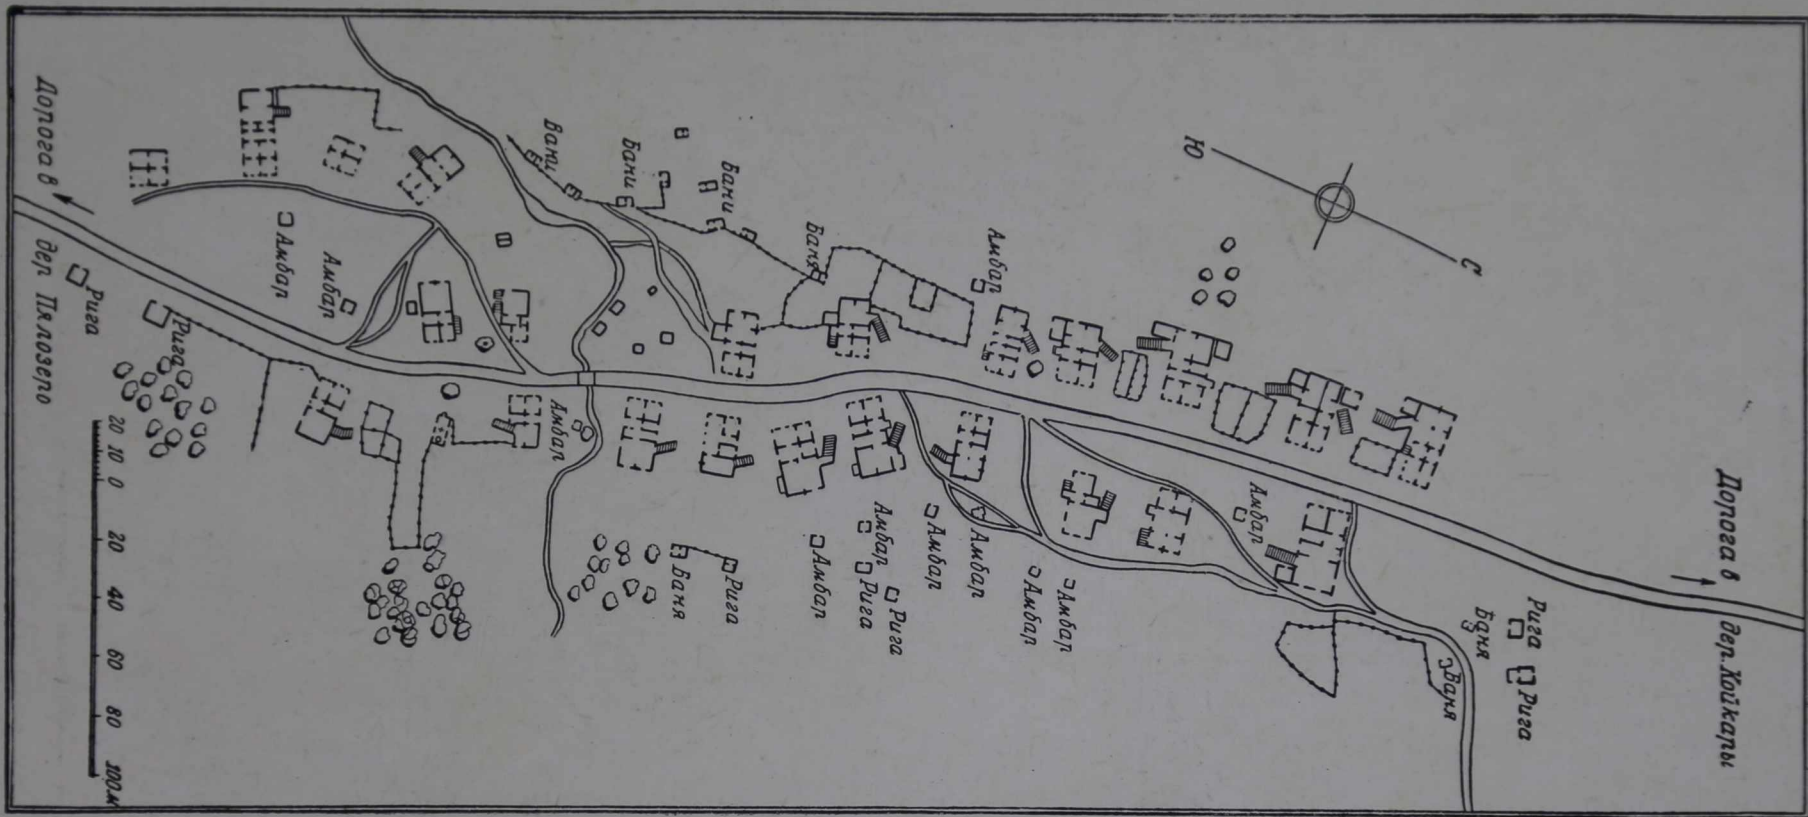 Дорога в
дер Пялозеро
Рига
Рига
Амбар
Амбар
Бани
Бани
Бани
Баня
Амбар
Ю
С
Амбар
Баня
Рига
Амбар
Амбар
Рига
Рига
Амбар
Амбар
Амбар
Амбар
Амбар
Баня
Рига
Баня
Рига
Дорога в
дер. Койкары
20 10 0 20 40 60 80 100м